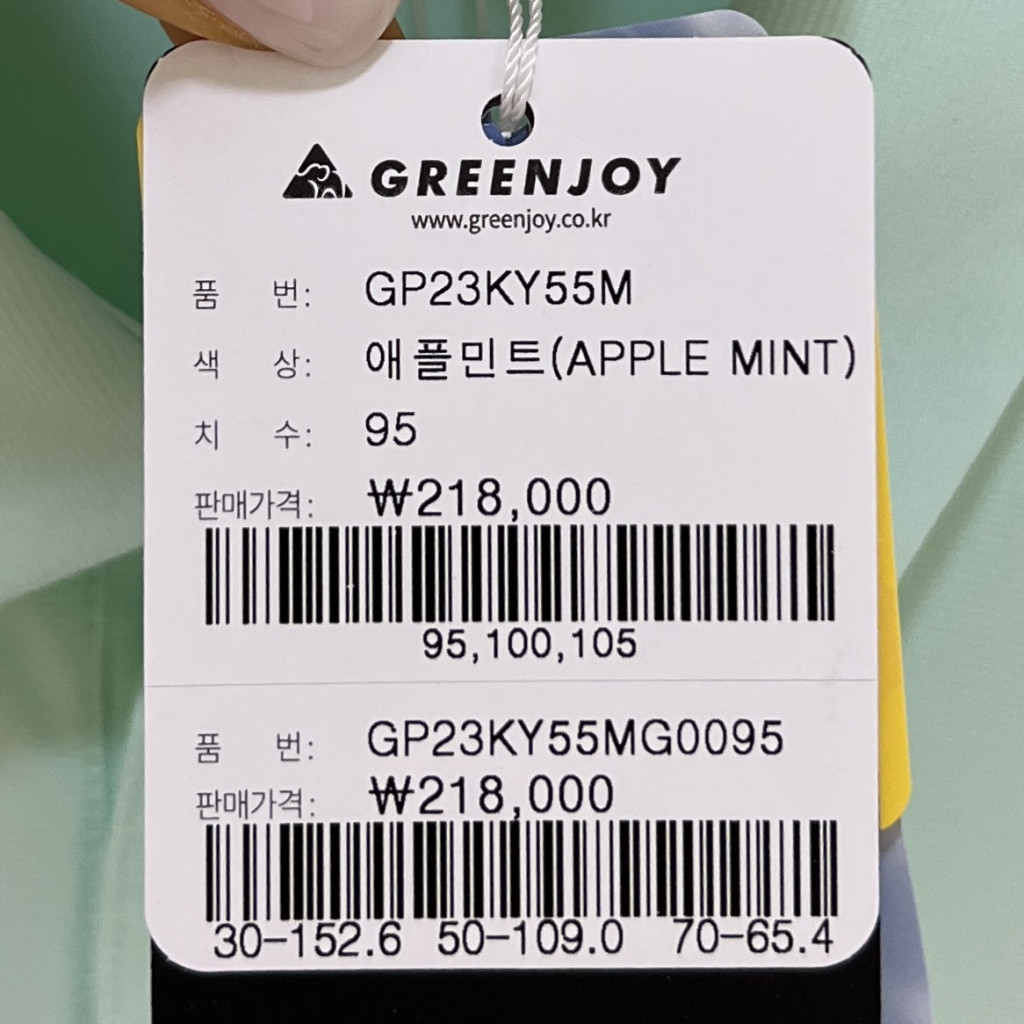 GREENJOY
www.greenjoy.co.kr
품 번: GP23KY55M
색 상: 애플민트(APPLE MINT)
치 수: 95
판매가격: ₩218,000
95,100,105
품 번: GP23KY55MG0095
판매가격: ₩218,000
30-152.6 50-109.0 70-65.4